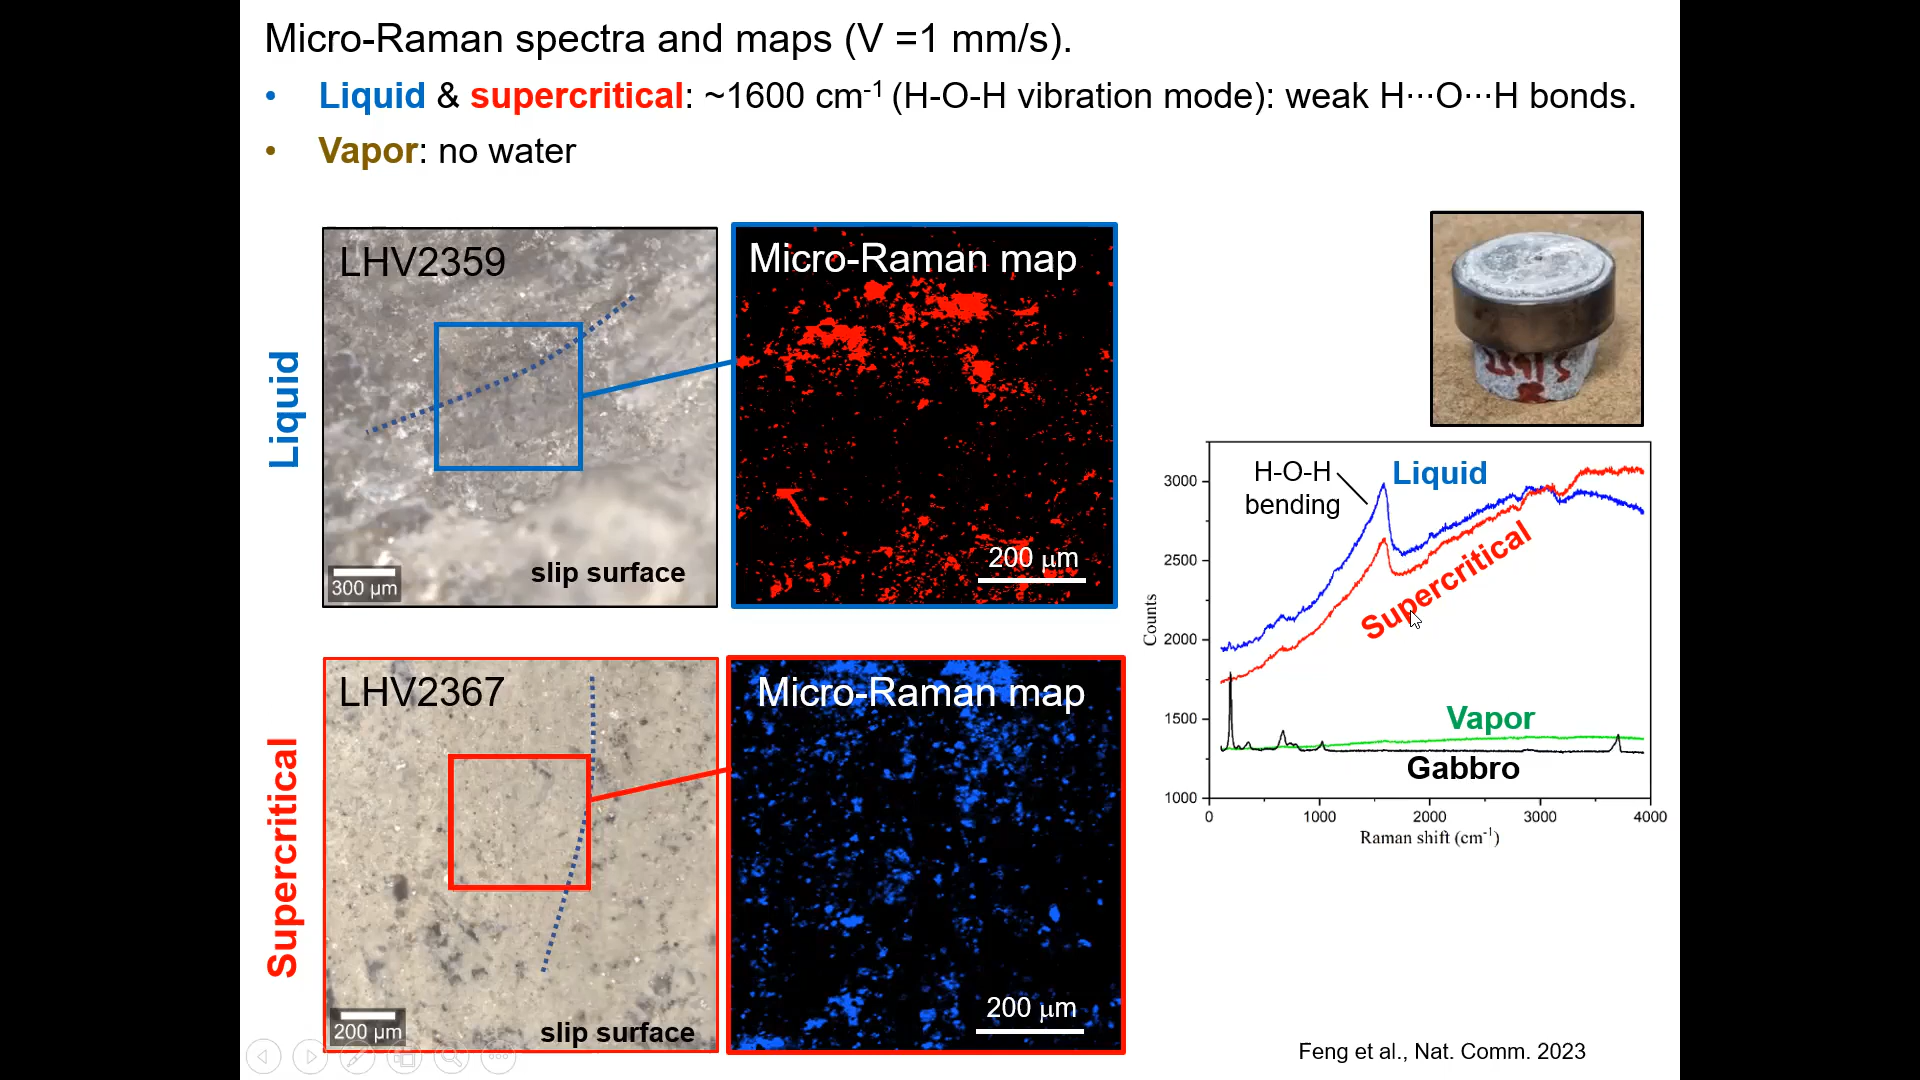 Micro-Raman spectra and maps (V =1 mm/s).
• Liquid & supercritical: ~1600 cm-1 (H-O-H vibration mode): weak H···O···H bonds.
• Vapor: no water
Liquid
LHV2359
300 µm
slip surface
Micro-Raman map
200 µm
Supercritical
LHV2367
200 µm
slip surface
Micro-Raman map
200 µm
H-O-H
bending
Liquid
Supercritical
Vapor
Gabbro
Counts
3000
2500
2000
1500
1000
0 1000 2000 3000 4000
Raman shift (cm-1)
Feng et al., Nat. Comm. 2023